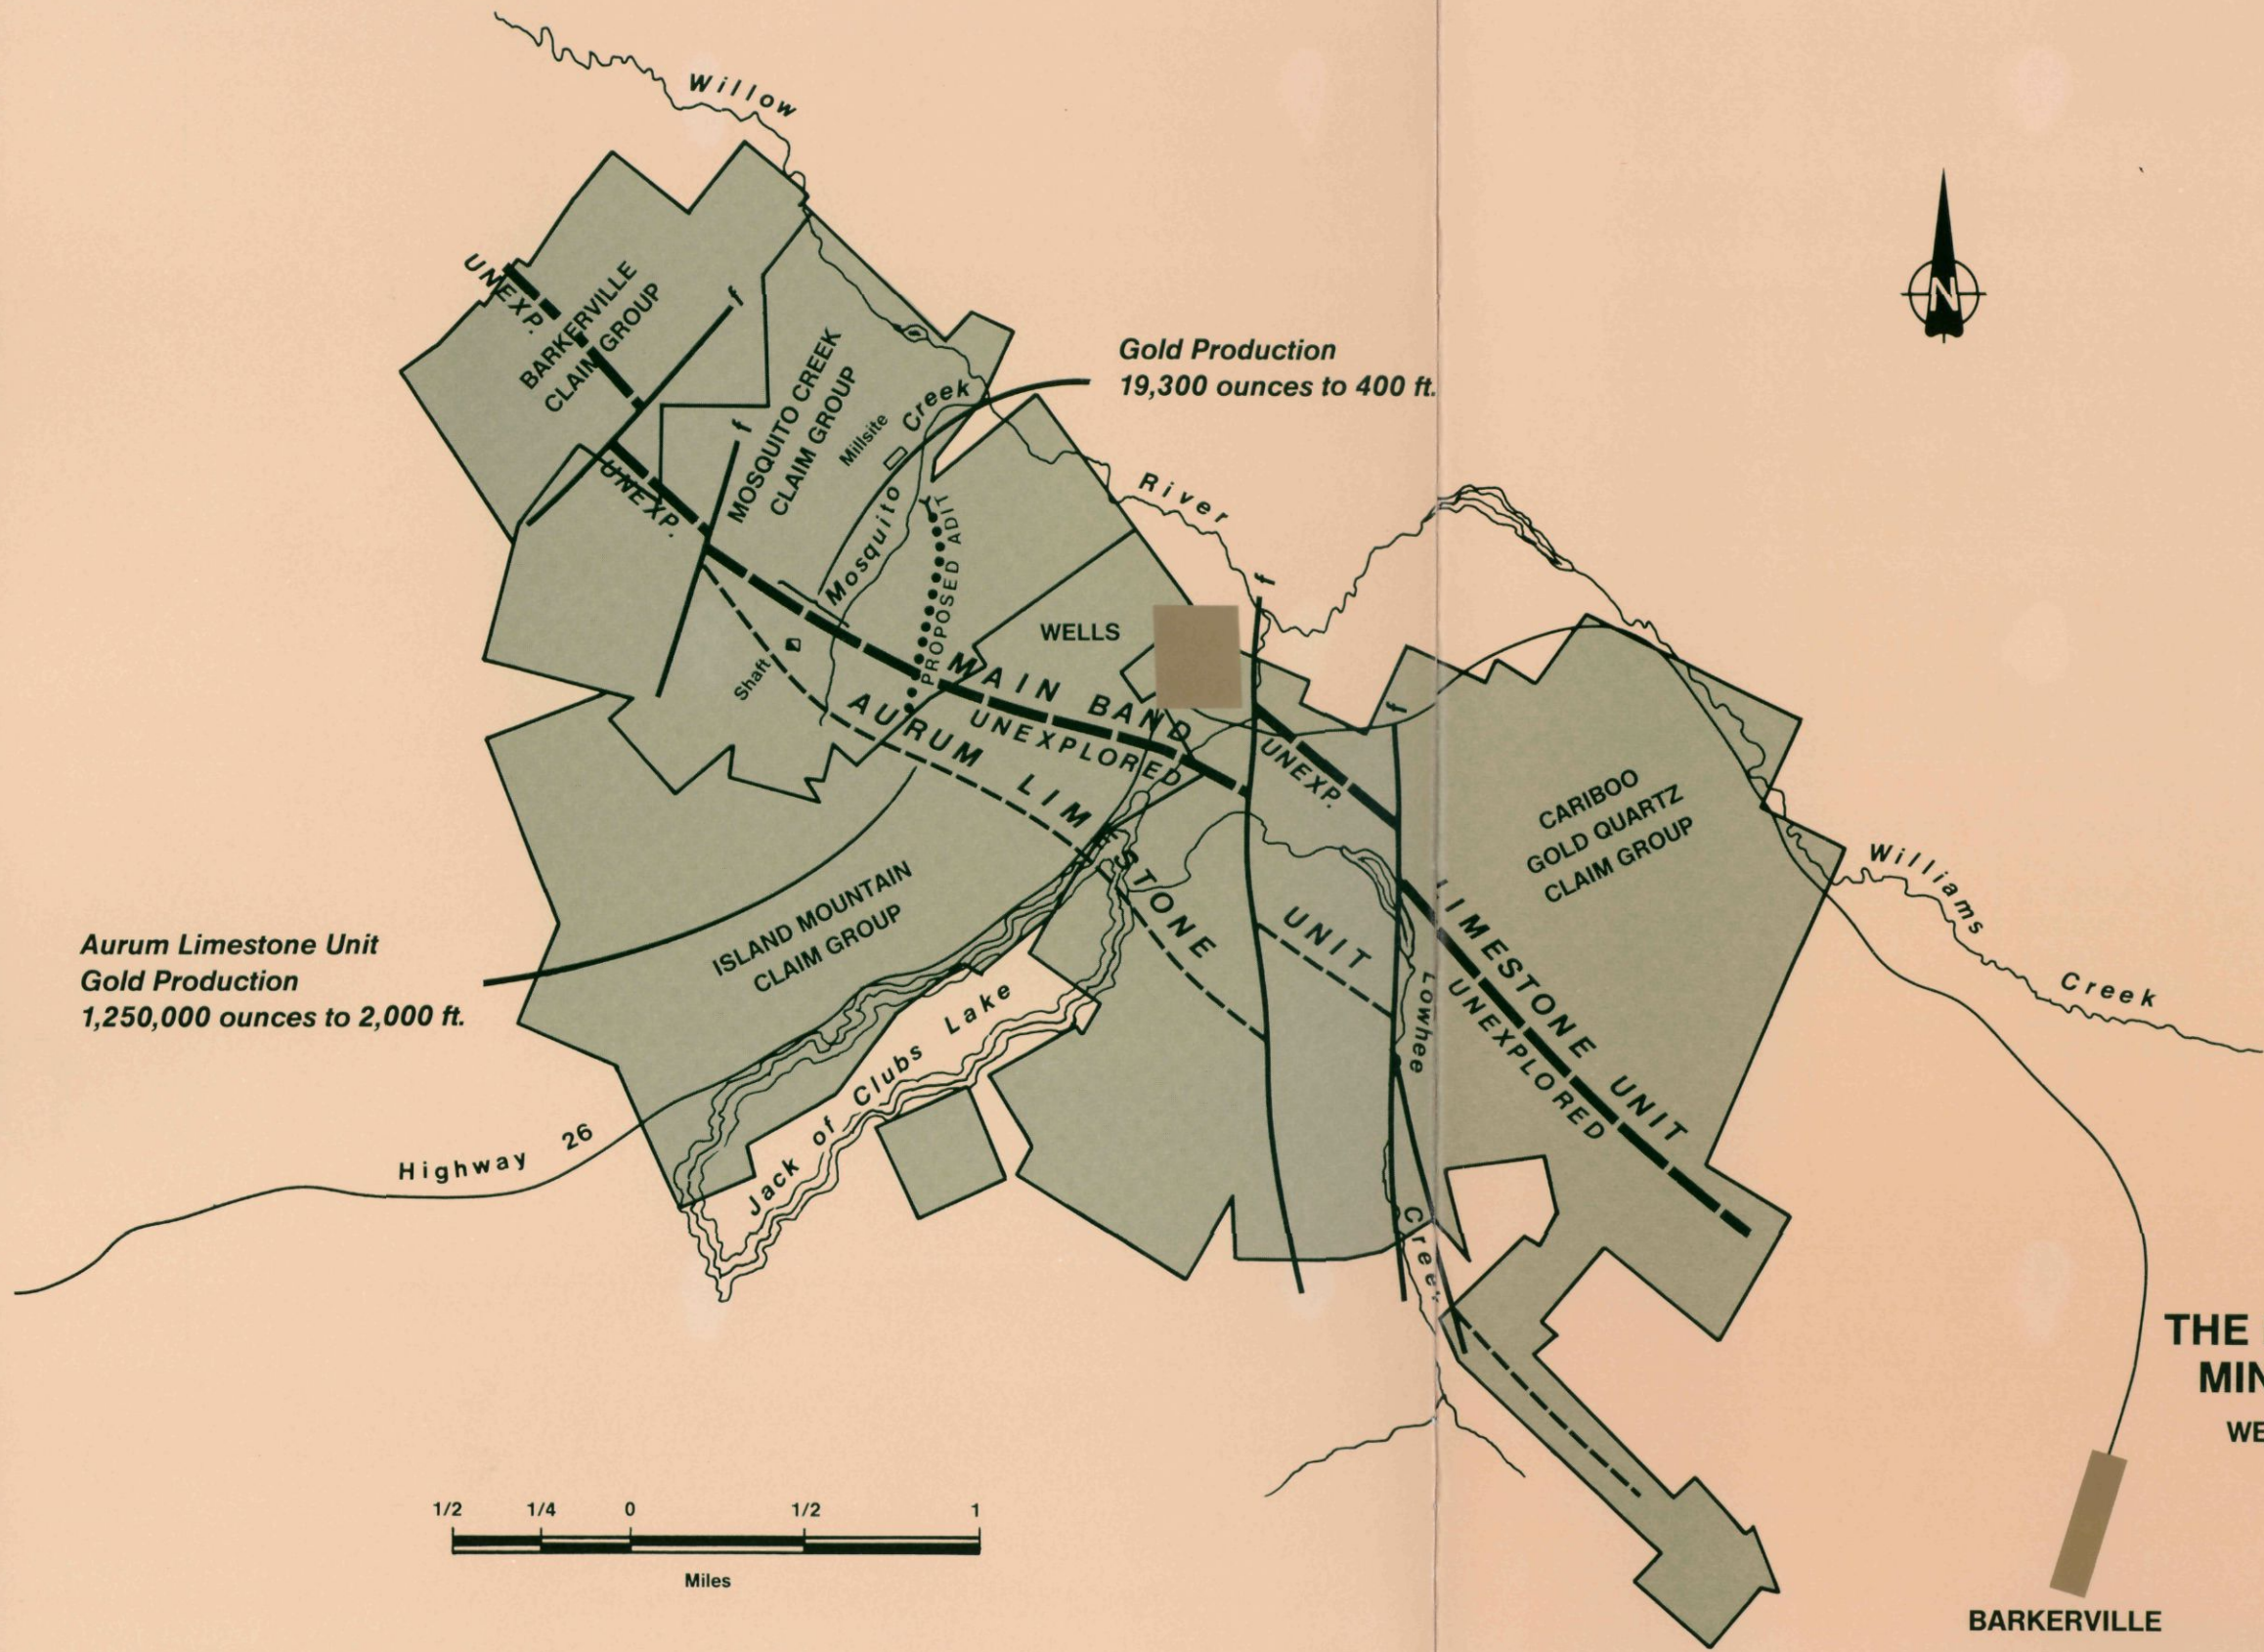 Willow
UNEXP.
BARKERVILLE
CLAIM GROUP
f
N
MOSQUITO CREEK
CLAIM GROUP
Millsite
Gold Production
19,300 ounces to 400 ft.
Mosquito Creek
f
UNEXP.
PROPOSED ADIT
River
f
WELLS
Shaft
MAIN BAND
UNEXPLORED
UNEXP.
f
AURUM LIMESTONE UNIT
CARIBOO
GOLD QUARTZ
CLAIM GROUP
Williams Creek
ISLAND MOUNTAIN
CLAIM GROUP
LIMESTONE UNIT
UNEXPLORED
Lowhee Creek
Aurum Limestone Unit
Gold Production
1,250,000 ounces to 2,000 ft.
Jack of Clubs Lake
Highway 26
THE
MIN
WE
1/2 1/4 0 1/2 1
Miles
BARKERVILLE